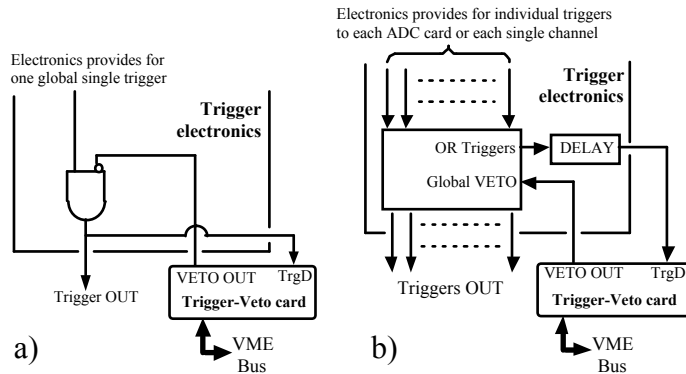 Electronics provides for
one global single trigger
Trigger
electronics
VETO OUT
TrgD
Trigger OUT
Trigger-Veto card
a)
VME
Bus
Electronics provides for individual triggers
to each ADC card or each single channel
Trigger
electronics
OR Triggers
DELAY
Global VETO
VETO OUT
TrgD
Triggers OUT
Trigger-Veto card
b)
VME
Bus